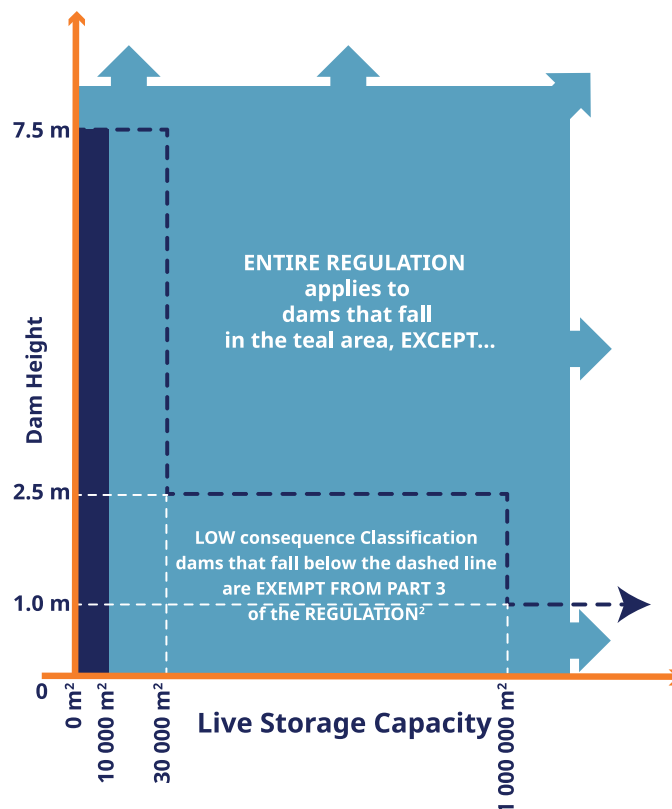 7.5 m
ENTIRE REGULATION
applies to
dams that fall
in the teal area, EXCEPT...
Dam Height
2.5 m
LOW consequence Classification
dams that fall below the dashed line
are EXEMPT FROM PART 3
of the REGULATION²
1.0 m
0
0 m²
10 000 m²
30 000 m²
Live Storage Capacity
1 000 000 m²